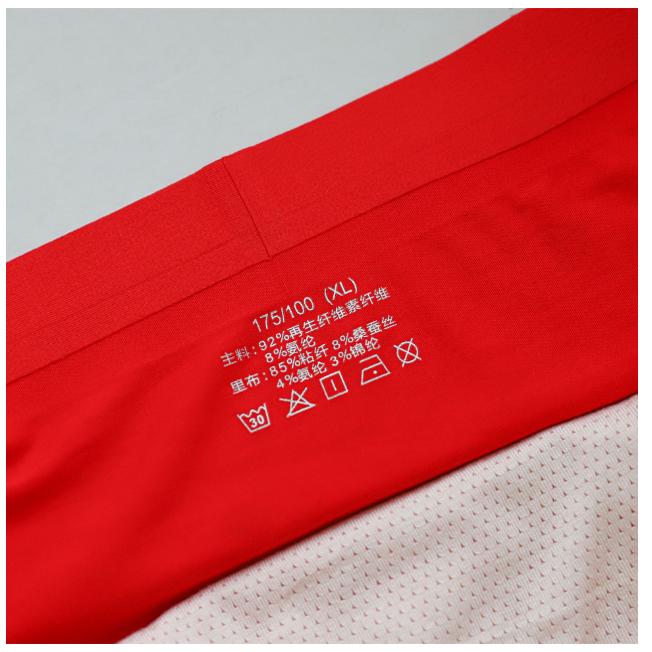 175/100 (XL)
主料:92%再生纤维素纤维
8%氨纶
里布:85%粘纤 8%桑蚕丝
4%氨纶 3%锦纶
30